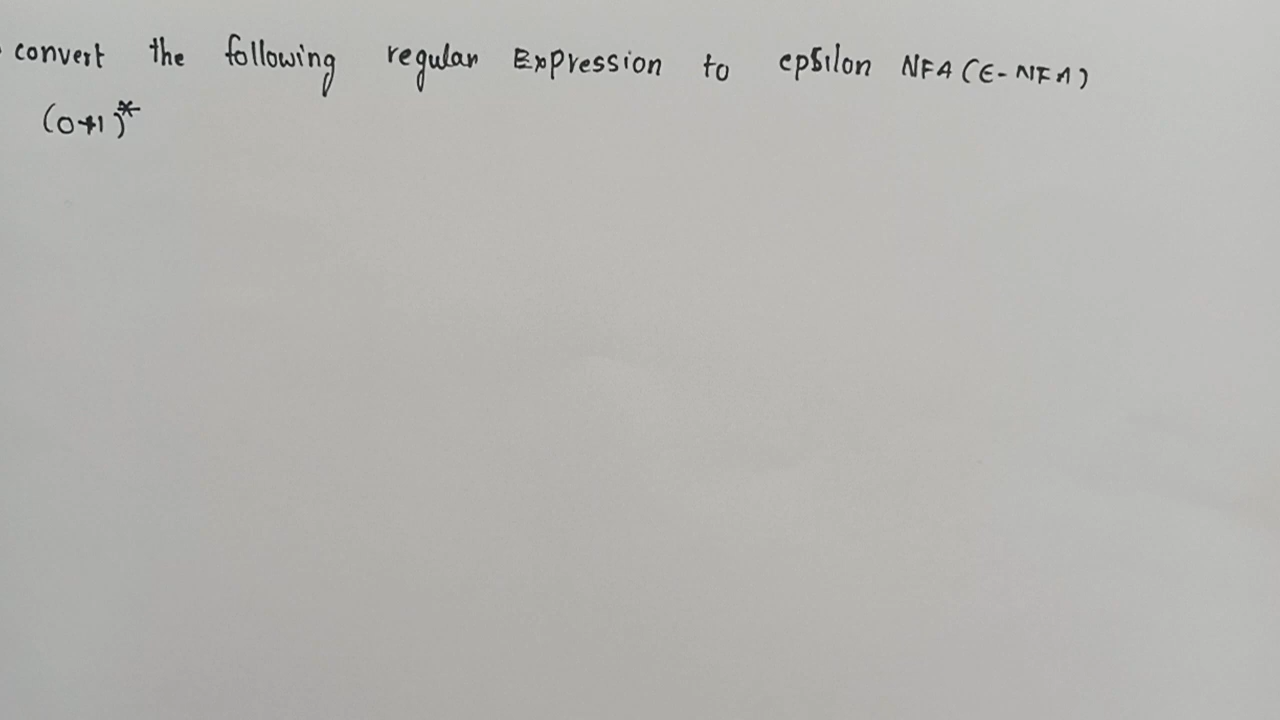 convert the following regular Expression to epsilon NFA (ϵ-NFA)
(0+1)*